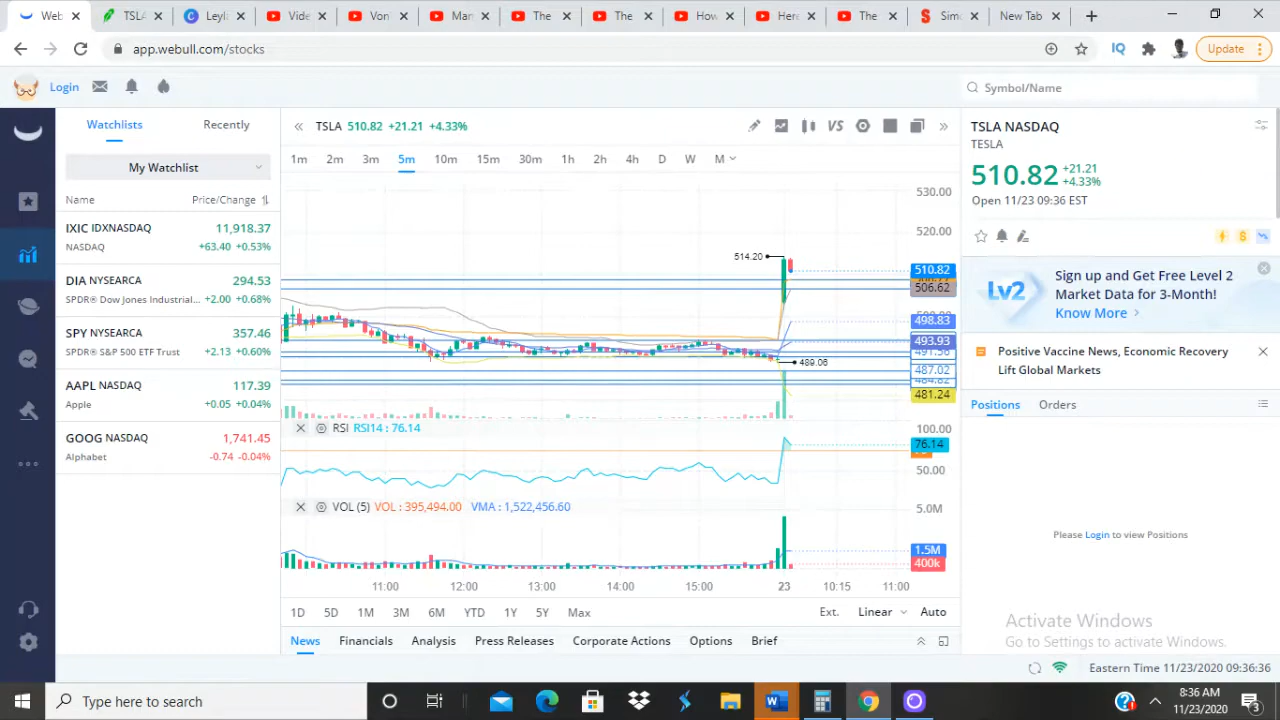 Web
TSLA
Leyl
Vide
Von
Mar
The
The
How
Here
The
Simo
New Tab
app.webull.com/stocks
IQ
Update
Login
Symbol/Name
Watchlists
Recently
My Watchlist
Name
Price/Change
IXIC IDXNASDAQ
11,918.37
NASDAQ
+63.40 +0.53%
DIA NYSEARCA
294.53
SPDR® Dow Jones Industrial...
+2.00 +0.68%
SPY NYSEARCA
357.46
SPDR® S&P 500 ETF Trust
+2.13 +0.60%
AAPL NASDAQ
117.39
Apple
+0.05 +0.04%
GOOG NASDAQ
1,741.45
Alphabet
-0.74 -0.04%
TSLA 510.82 +21.21 +4.33%
VS
1m 2m 3m 5m 10m 15m 30m 1h 2h 4h D W M
530.00
520.00
514.20
510.82
506.62
498.83
493.93
491.56
489.06
487.02
484.82
481.24
RSI RSI14 : 76.14
100.00
76.14
50.00
VOL (5) VOL : 395,494.00 VMA : 1,522,456.60
5.0M
1.5M
400k
11:00 12:00 13:00 14:00 15:00 23 10:15 11:00
1D 5D 1M 3M 6M YTD 1Y 5Y Max
Ext. Linear Auto
News Financials Analysis Press Releases Corporate Actions Options Brief
TSLA NASDAQ
TESLA
510.82
+21.21
+4.33%
Open 11/23 09:36 EST
Lv2
Sign up and Get Free Level 2
Market Data for 3-Month!
Know More
Positive Vaccine News, Economic Recovery
Lift Global Markets
Positions
Orders
Please Login to view Positions
Activate Windows
Go to Settings to activate Windows.
Eastern Time 11/23/2020 09:36:36
Type here to search
8:36 AM
11/23/2020
3